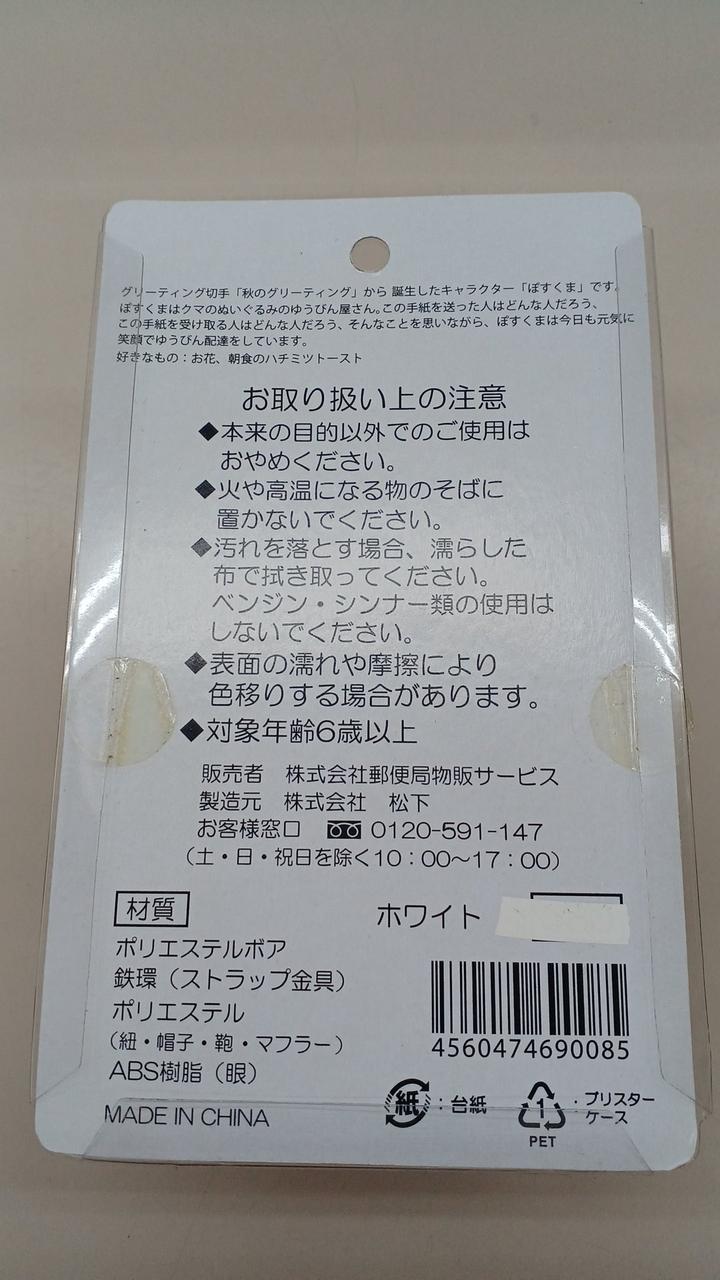 グリーティング切手「秋のグリーティング」から 誕生したキャラクター「ぽすくま」です。
ぽすくまはクマのぬいぐるみのゆうびん屋さん。この手紙を送った人はどんな人だろう、
この手紙を受け取る人はどんな人だろう、そんなことを思いながら、ぽすくまは今日も元気に
笑顔でゆうびん配達をしています。
好きなもの：お花、朝食のハチミツトースト
お取り扱い上の注意
◆本来の目的以外でのご使用は
おやめください。
◆火や高温になる物のそばに
置かないでください。
◆汚れを落とす場合、濡らした
布で拭き取ってください。
ベンジン・シンナー類の使用は
しないでください。
◆表面の濡れや摩擦により
色移りする場合があります。
◆対象年齢6歳以上
販売者　株式会社郵便局物販サービス
製造元　株式会社　松下
お客様窓口　0120-591-147
（土・日・祝日を除く10：00〜17：00）
材質
ホワイト
ポリエステルボア
鉄環（ストラップ金具）
ポリエステル
（紐・帽子・鞄・マフラー）
ABS樹脂（眼）
MADE IN CHINA
4560474690085
紙：台紙
1 PET：ブリスター
ケース